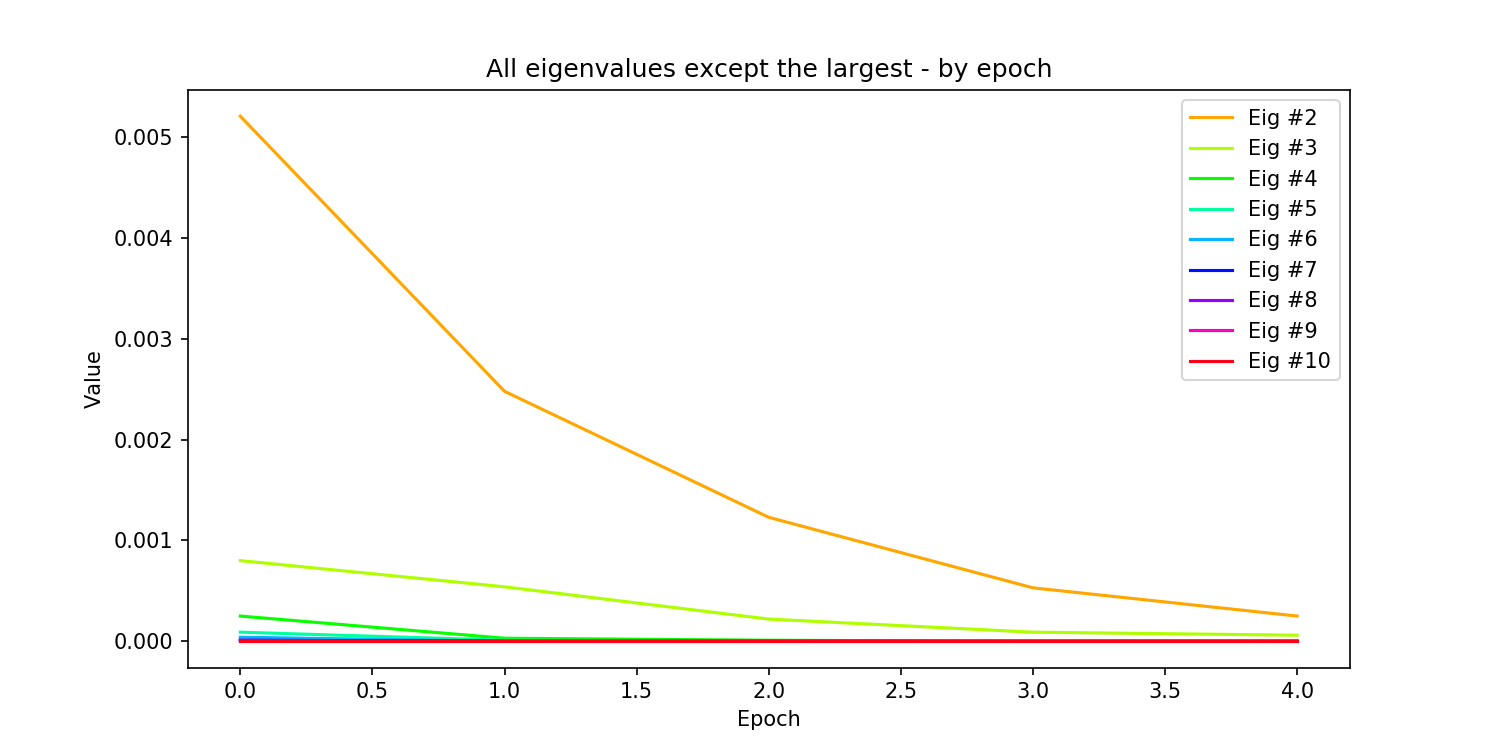 All eigenvalues except the largest - by epoch
Eig #2
Eig #3
Eig #4
Eig #5
Eig #6
Eig #7
Eig #8
Eig #9
Eig #10
Value
0.005
0.004
0.003
0.002
0.001
0.000
0.0 0.5 1.0 1.5 2.0 2.5 3.0 3.5 4.0
Epoch